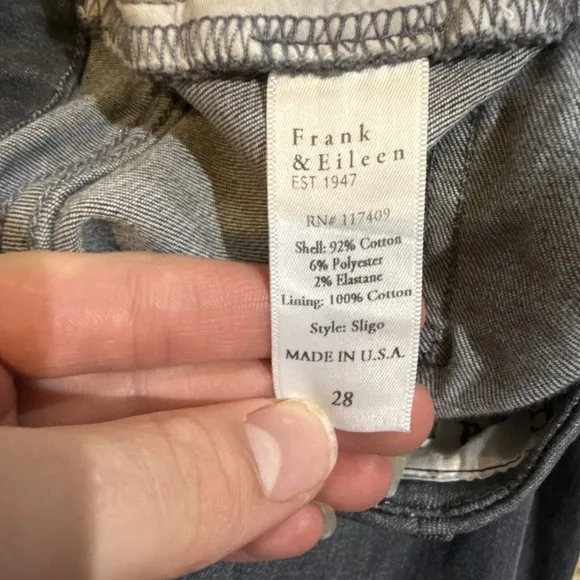 Frank
& Eileen
EST 1947
RN# 117409
Shell: 92% Cotton
6% Polyester
2% Elastane
Lining: 100% Cotton
Style: Sligo
MADE IN U.S.A.
28